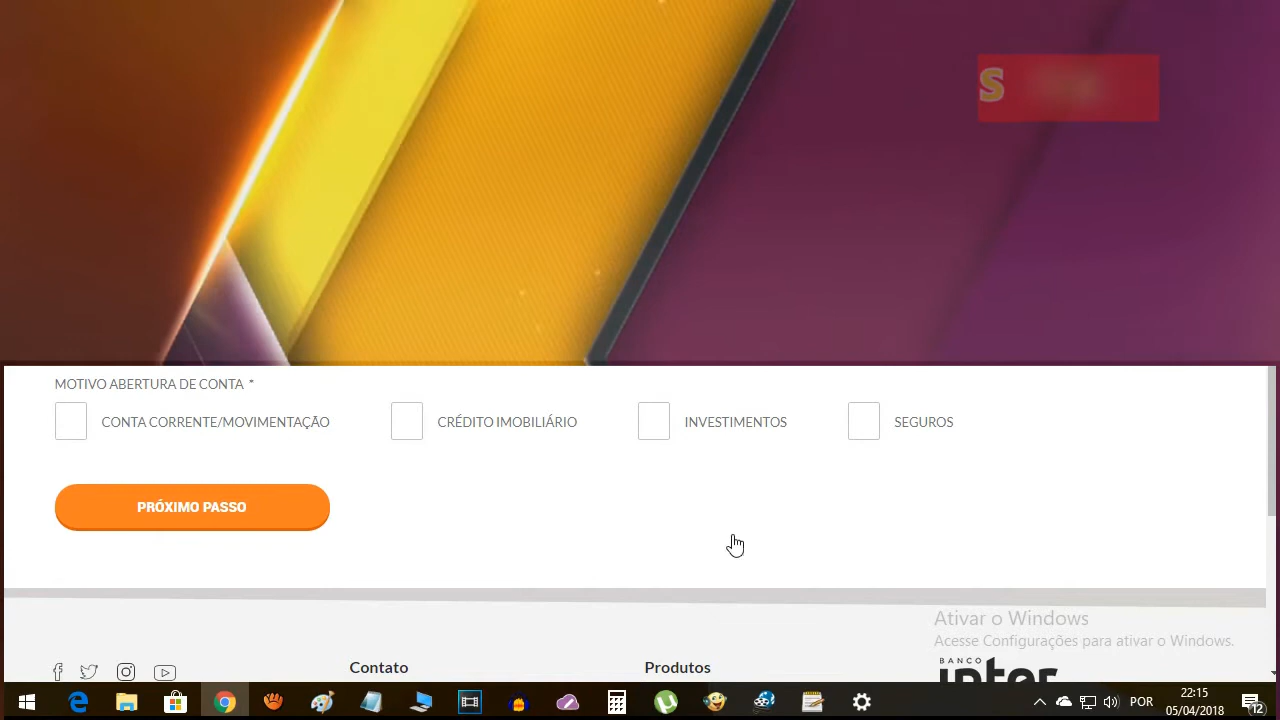 S
MOTIVO ABERTURA DE CONTA *
CONTA CORRENTE/MOVIMENTAÇÃO CRÉDITO IMOBILIÁRIO INVESTIMENTOS SEGUROS
PRÓXIMO PASSO
Ativar o Windows
Acesse Configurações para ativar o Windows.
Contato Produtos
BANCO
inter
POR
22:15
05/04/2018
12